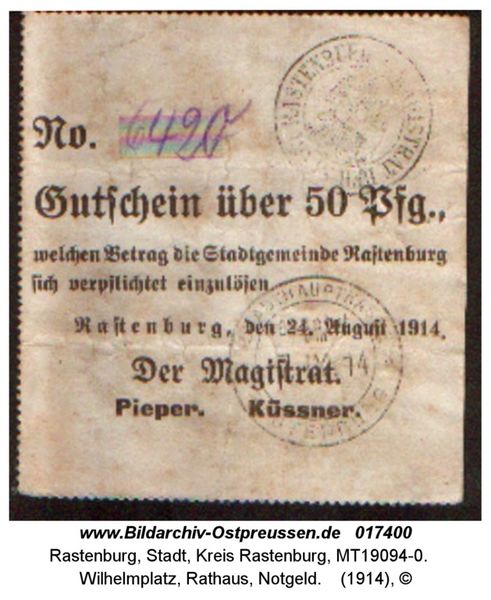 No. 6420
Gutschein über 50 Pfg.,
welchen Betrag die Stadtgemeinde Rastenburg
sich verpflichtet einzulösen
Rastenburg, den 24. August 1914.
Der Magistrat.
Pieper. Küssner.
www.Bildarchiv-Ostpreussen.de 017400
Rastenburg, Stadt, Kreis Rastenburg, MT19094-0.
Wilhelmplatz, Rathaus, Notgeld. (1914), ©